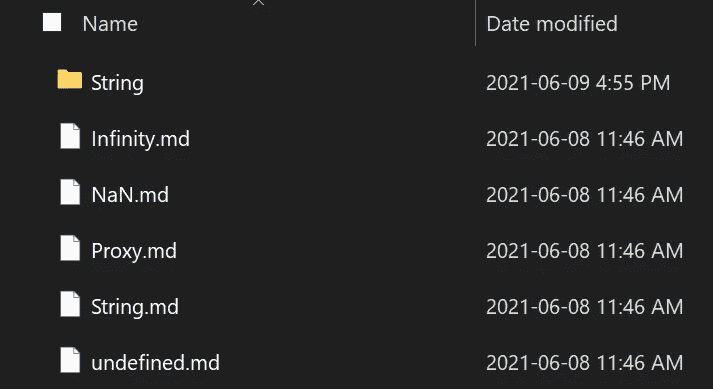 Name Date modified
String 2021-06-09 4:55 PM
Infinity.md 2021-06-08 11:46 AM
NaN.md 2021-06-08 11:46 AM
Proxy.md 2021-06-08 11:46 AM
String.md 2021-06-08 11:46 AM
undefined.md 2021-06-08 11:46 AM